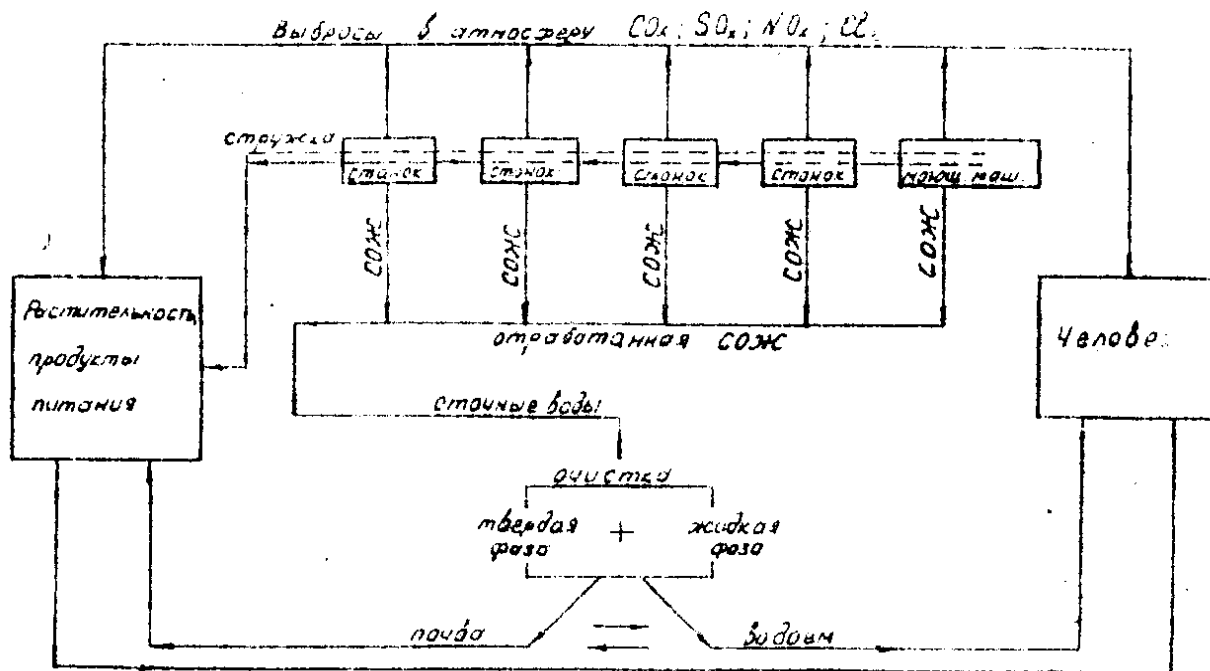 Выбросы в атмосферу COx; SOx; NOx; Cl
стружка
станок
станок
станок
станок
моющ маш.
СОЖ
СОЖ
СОЖ
СОЖ
СОЖ
Растительность
продукты
питания
отработанная СОЖ
Челове
сточные воды
очистка
твердая + жидкая
фаза фаза
почва
водоем